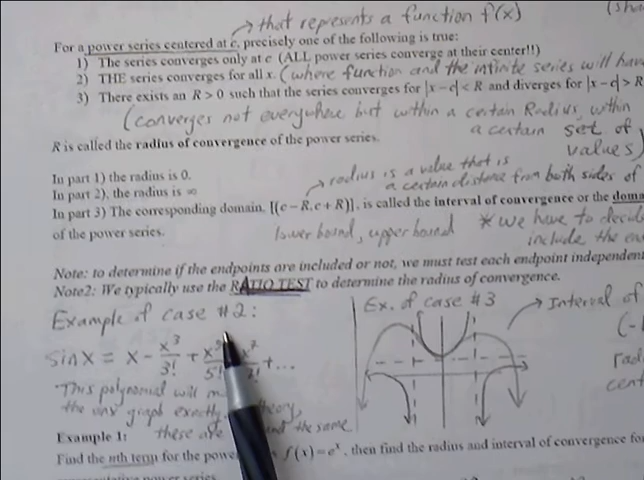 that represents a function f(x)
For a power series centered at c, precisely one of the following is true:
1) The series converges only at c (ALL power series converge at their center!!)
2) THE series converges for all x. (where function and the infinite series will have
3) There exists an R > 0 such that the series converges for |x − c| < R and diverges for |x − c| > R
(converges not everywhere but within a certain Radius, within
a certain set of
values)
R is called the radius of convergence of the power series.
In part 1) the radius is 0.
radius is a value that is
In part 2), the radius is ∞
a certain distance from both sides of
In part 3) The corresponding domain, [(c − R, c + R)], is called the interval of convergence or the
of the power series.
lower bound, upper bound
* we have to
include the
Note: to determine if the endpoints are included or not, we must test each endpoint
Note2: We typically use the RATIO TEST to determine the radius of convergence.
Example of case #2:
Ex. of case #3
Interval of
sin x = x − x³/3! + x⁵/5! x⁷ + ...
This polynomial will
the sinx graph exactly
there are the same
Example 1:
Find the nth term for the f(x) = eˣ, then find the radius and interval of convergence